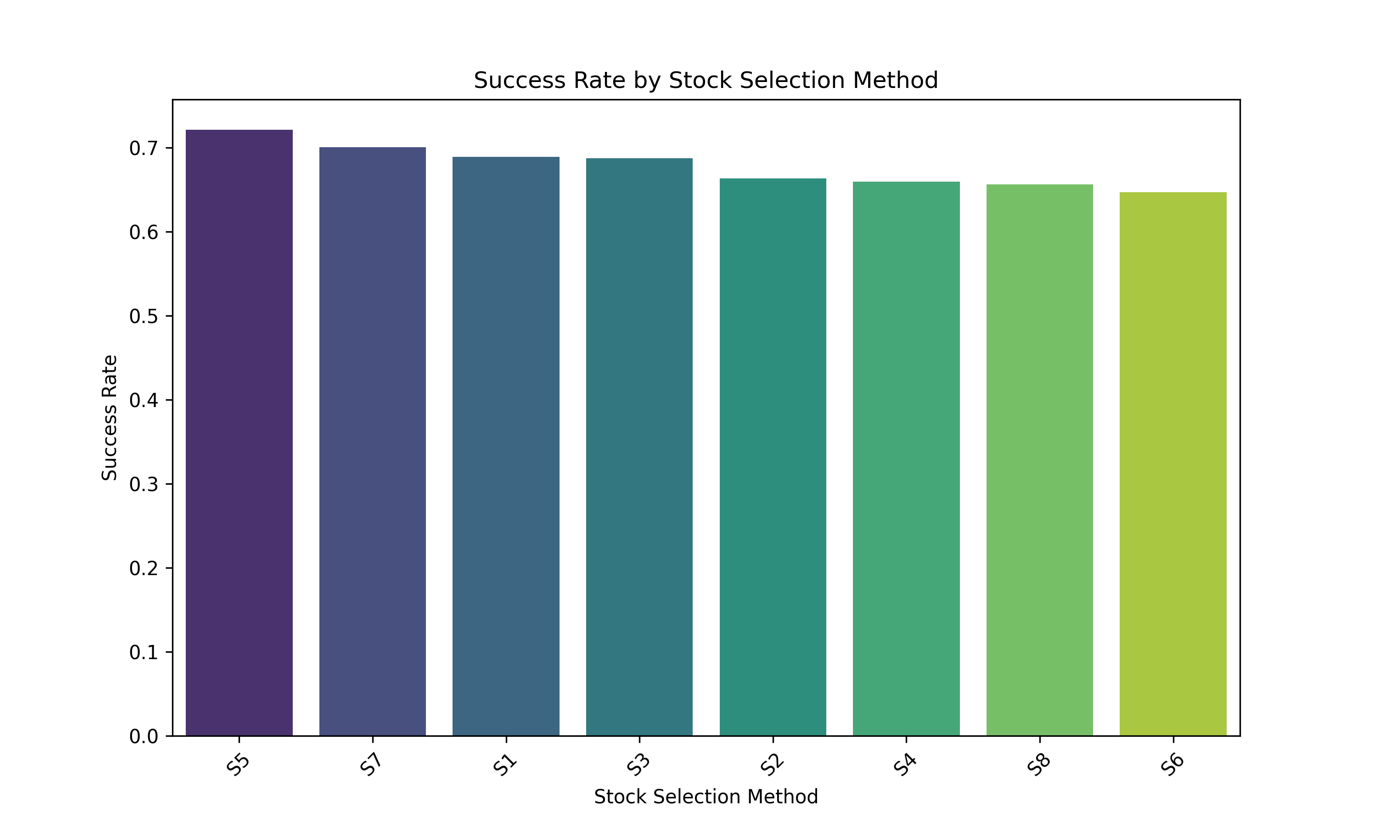 Success Rate by Stock Selection Method
Success Rate
0.7
0.6
0.5
0.4
0.3
0.2
0.1
0.0
S5 S7 S1 S3 S2 S4 S8 S6
Stock Selection Method